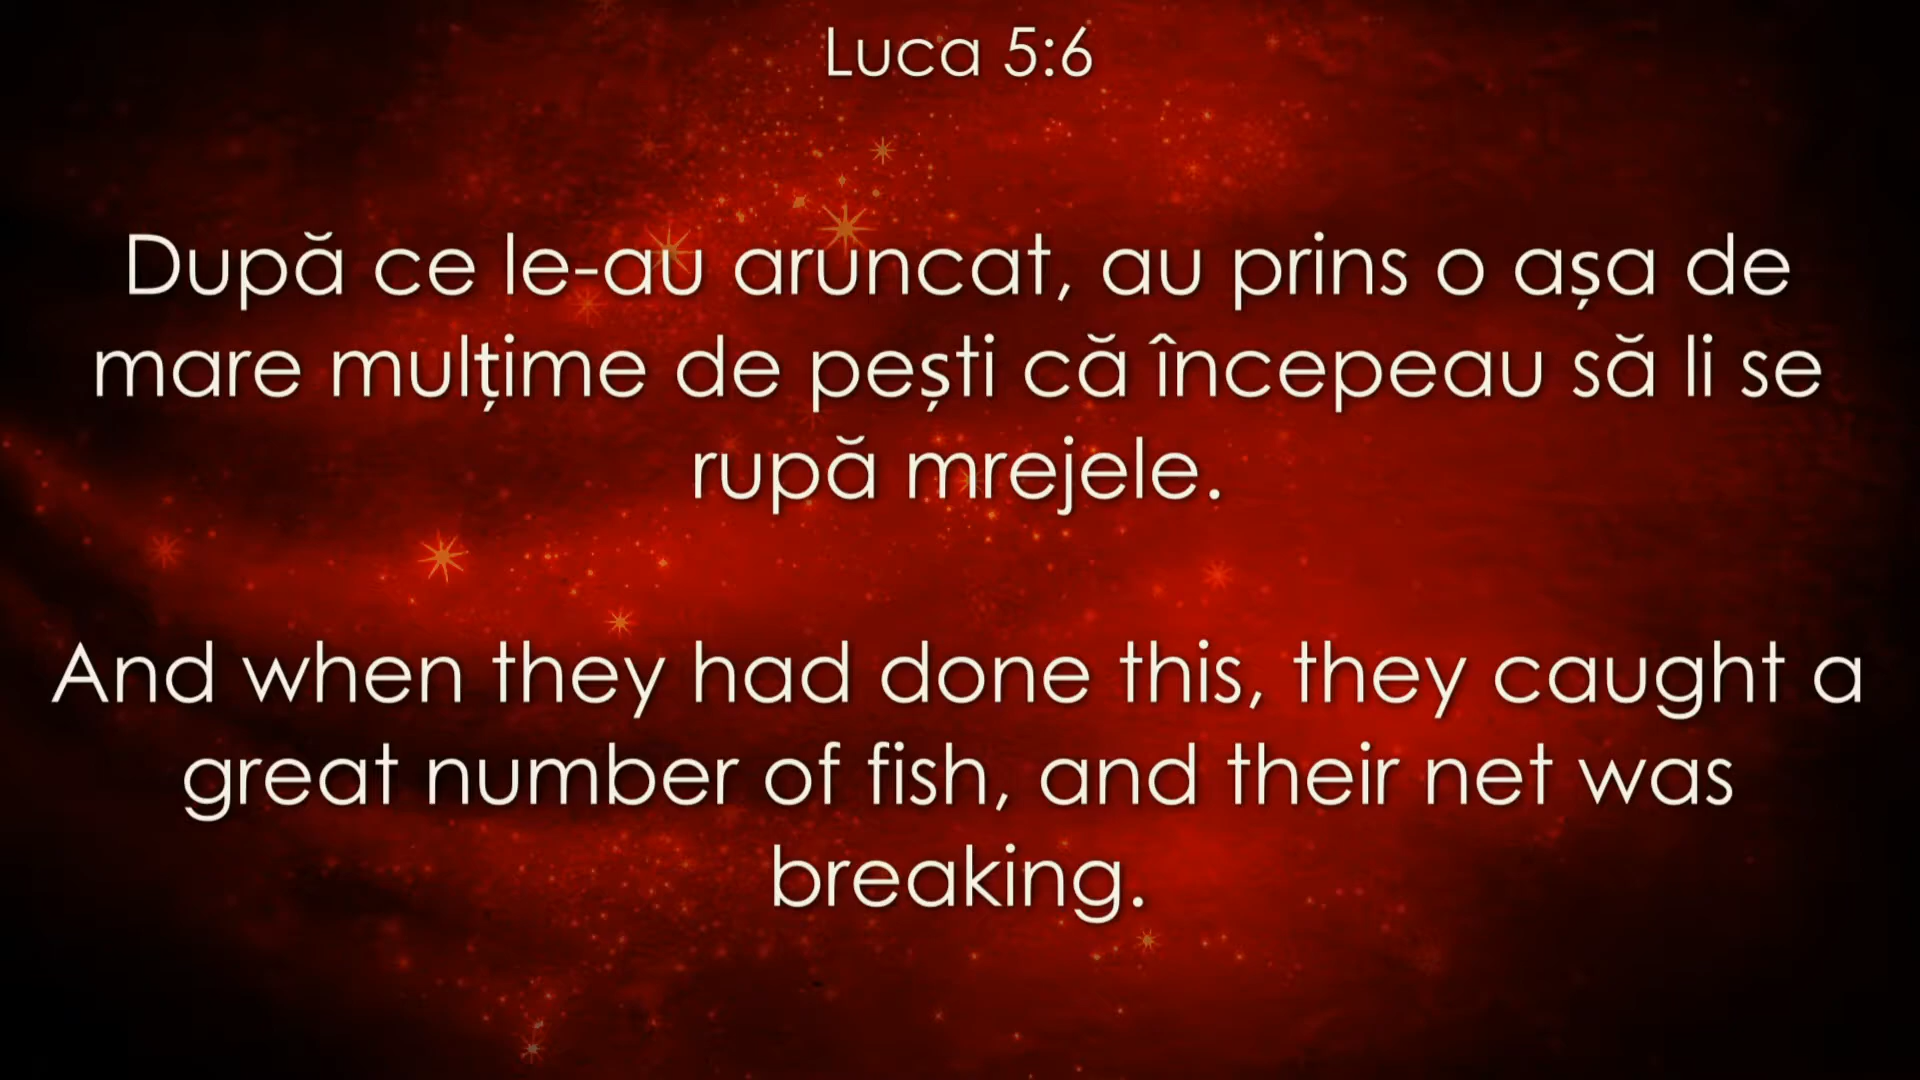 Luca 5:6
După ce le-au aruncat, au prins o așa de
mare mulțime de pești că începeau să li se
rupă mrejele.
And when they had done this, they caught a
great number of fish, and their net was
breaking.